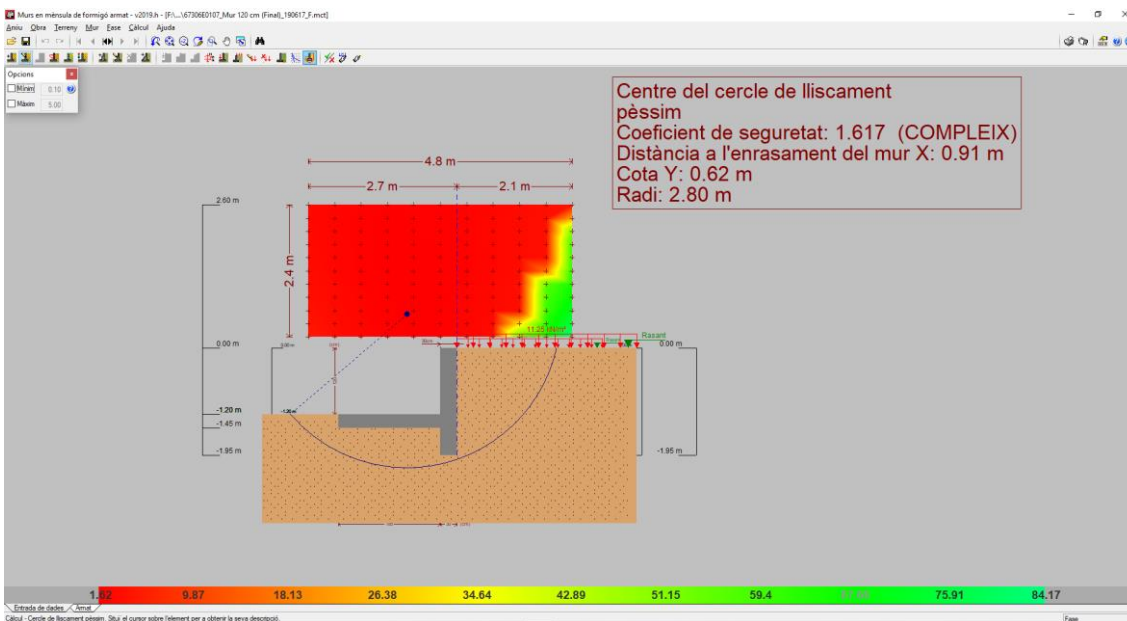 Murs en mènsula de formigó armat - v2019.h - [F:\...\67306E0107_Mur 120 cm (Final)_190617_F.mct]
Arxiu Obra Terreny Mur Fase Càlcul Ajuda
Opcions
Mínim 0.10
Màxim 5.00
Centre del cercle de lliscament
pèssim
Coeficient de seguretat: 1.617 (COMPLEIX)
Distància a l'enrasament del mur X: 0.91 m
Cota Y: 0.62 m
Radi: 2.80 m
4.8 m
2.7 m 2.1 m
2.60 m
2.4 m
11.25 kN/m²
Rasant
0.00 m 0.00 m 0.00 m
-1.20 m -1.20 m
-1.45 m
-1.95 m -1.95 m
1.62 9.87 18.13 26.38 34.64 42.89 51.15 59.4 75.91 84.17
Entrada de dades Armat
Càlcul - Cercle de lliscament pèssim. Situï el cursor sobre l'element per a obtenir la seva descripció. Fase